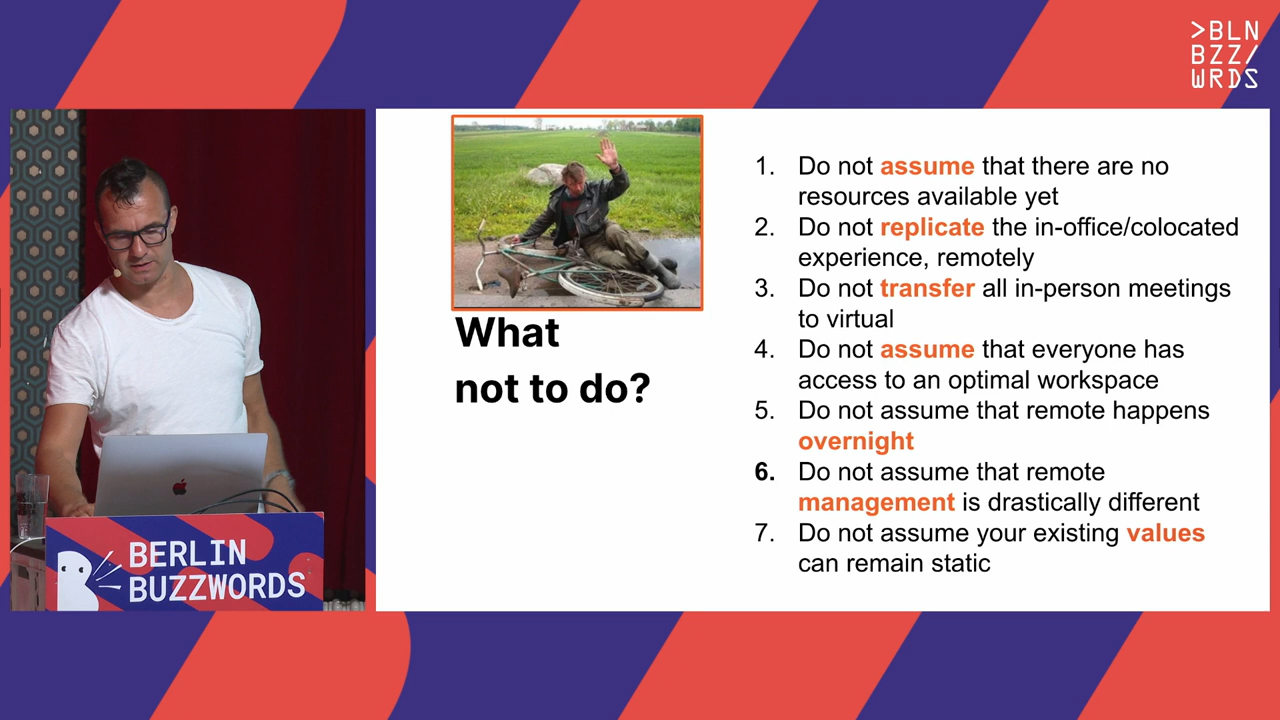 >BLN
BZZ/
WRDS
What
not to do?
1. Do not assume that there are no
resources available yet
2. Do not replicate the in-office/colocated
experience, remotely
3. Do not transfer all in-person meetings
to virtual
4. Do not assume that everyone has
access to an optimal workspace
5. Do not assume that remote happens
overnight
6. Do not assume that remote
management is drastically different
7. Do not assume your existing values
can remain static
BERLIN
BUZZWORDS